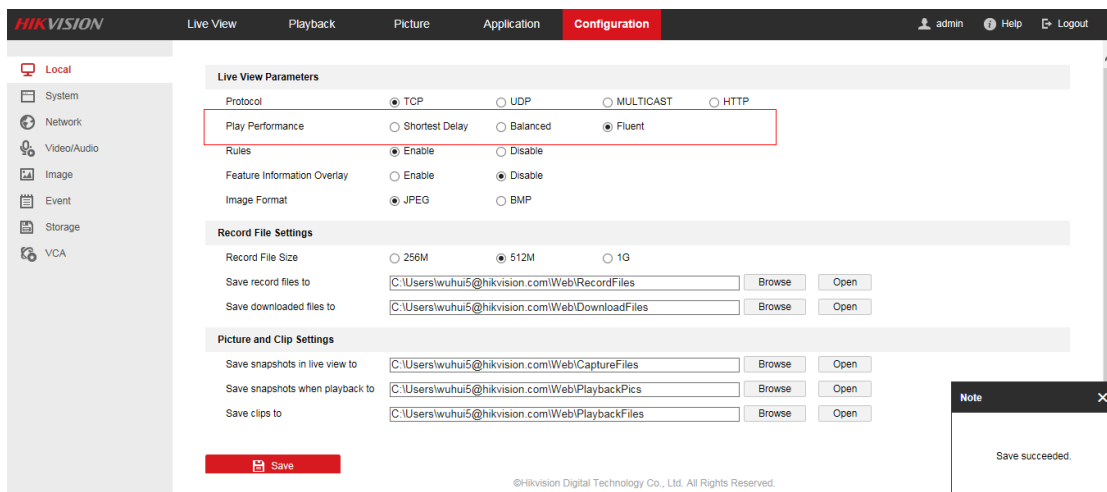 HIKVISION Live View Playback Picture Application Configuration admin Help Logout
Local
System
Network
Video/Audio
Image
Event
Storage
VCA
Live View Parameters
Protocol TCP UDP MULTICAST HTTP
Play Performance Shortest Delay Balanced Fluent
Rules Enable Disable
Feature Information Overlay Enable Disable
Image Format JPEG BMP
Record File Settings
Record File Size 256M 512M 1G
Save record files to C:\Users\wuhui5@hikvision.com\Web\RecordFiles Browse Open
Save downloaded files to C:\Users\wuhui5@hikvision.com\Web\DownloadFiles Browse Open
Picture and Clip Settings
Save snapshots in live view to C:\Users\wuhui5@hikvision.com\Web\CaptureFiles Browse Open
Save snapshots when playback to C:\Users\wuhui5@hikvision.com\Web\PlaybackPics Browse Open
Save clips to C:\Users\wuhui5@hikvision.com\Web\PlaybackFiles Browse Open
Save
Note
Save succeeded.
©Hikvision Digital Technology Co., Ltd. All Rights Reserved.